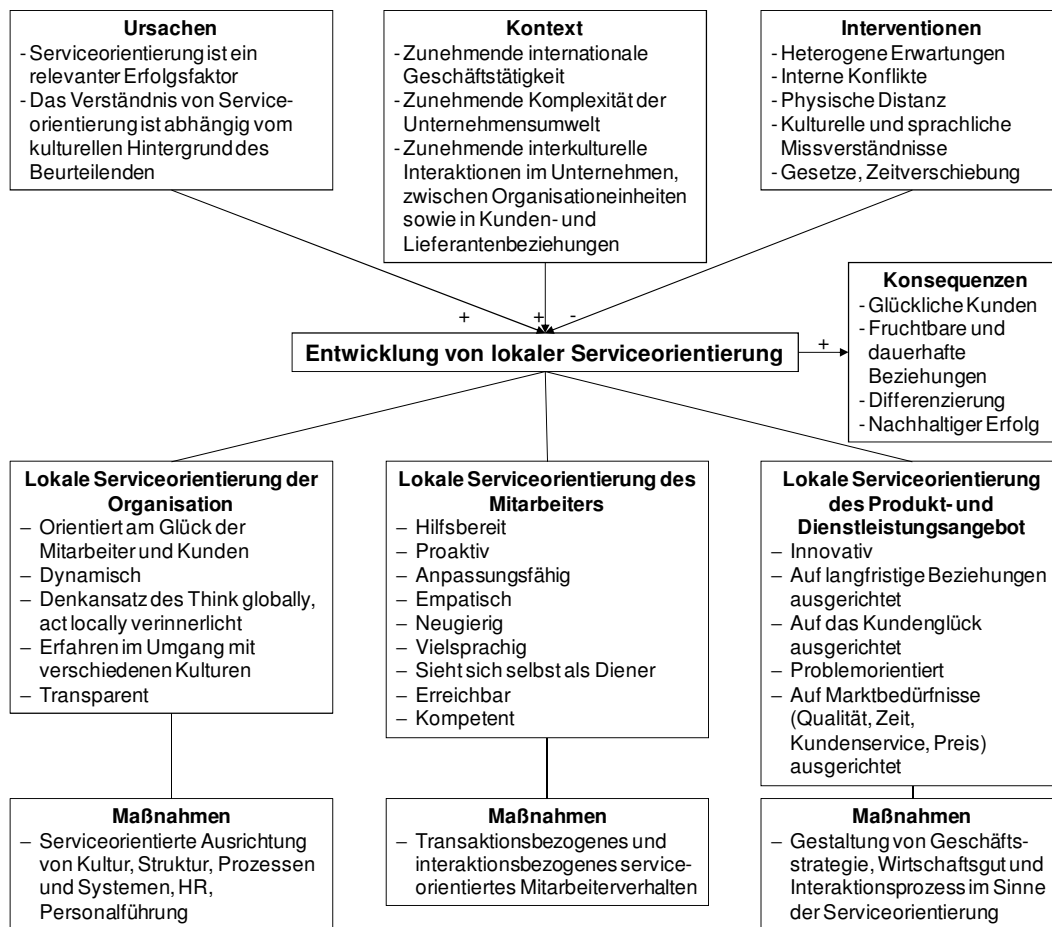 Ursachen
- Serviceorientierung ist ein
relevanter Erfolgsfaktor
- Das Verständnis von Service-
orientierung ist abhängig vom
kulturellen Hintergrund des
Beurteilenden
Kontext
- Zunehmende internationale
Geschäftstätigkeit
- Zunehmende Komplexität der
Unternehmensumwelt
- Zunehmende interkulturelle
Interaktionen im Unternehmen,
zwischen Organisationeinheiten
sowie in Kunden- und
Lieferantenbeziehungen
Interventionen
- Heterogene Erwartungen
- Interne Konflikte
- Physische Distanz
- Kulturelle und sprachliche
Missverständnisse
- Gesetze, Zeitverschiebung
+ + -
Entwicklung von lokaler Serviceorientierung
+
Konsequenzen
- Glückliche Kunden
- Fruchtbare und
dauerhafte
Beziehungen
- Differenzierung
- Nachhaltiger Erfolg
Lokale Serviceorientierung der
Organisation
– Orientiert am Glück der
Mitarbeiter und Kunden
– Dynamisch
– Denkansatz des Think globally,
act locally verinnerlicht
– Erfahren im Umgang mit
verschiedenen Kulturen
– Transparent
Lokale Serviceorientierung des
Mitarbeiters
– Hilfsbereit
– Proaktiv
– Anpassungsfähig
– Empatisch
– Neugierig
– Vielsprachig
– Sieht sich selbst als Diener
– Erreichbar
– Kompetent
Lokale Serviceorientierung
des Produkt- und
Dienstleistungsangebot
– Innovativ
– Auf langfristige Beziehungen
ausgerichtet
– Auf das Kundenglück
ausgerichtet
– Problemorientiert
– Auf Marktbedürfnisse
(Qualität, Zeit,
Kundenservice, Preis)
ausgerichtet
Maßnahmen
– Serviceorientierte Ausrichtung
von Kultur, Struktur, Prozessen
und Systemen, HR,
Personalführung
Maßnahmen
– Transaktionsbezogenes und
interaktionsbezogenes service-
orientiertes Mitarbeiterverhalten
Maßnahmen
– Gestaltung von Geschäfts-
strategie, Wirtschaftsgut und
Interaktionsprozess im Sinne
der Serviceorientierung